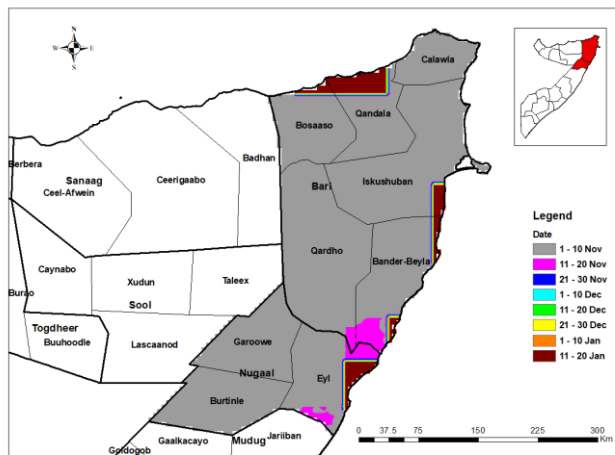 N
W E
S
Calawla
Qandala
Bosaaso
Badhan
Berbera
Sanaag
Ceerigaabo
Ceel-Afwein
Bari
Iskushuban
Qardho
Bander-Beyla
Caynabo
Xudun
Taleex
Burao
Sool
Togdheer
Buuhoodle
Lascaanod
Garoowe
Nugaal
Eyl
Burtinle
Gaalkacayo
Mudug
Jariiban
Goldogob
Legend
Date
1 - 10 Nov
11 - 20 Nov
21 - 30 Nov
1 - 10 Dec
11 - 20 Dec
21 - 30 Dec
1 - 10 Jan
11 - 20 Jan
0 37.5 75 150 225 300
Km